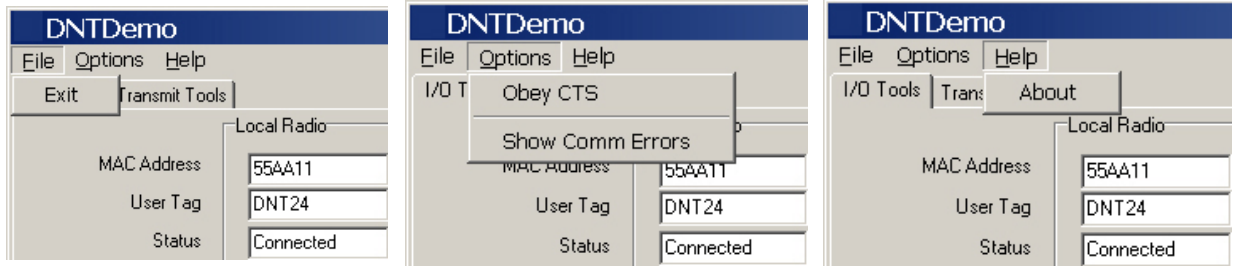 DNTDemo
File Options Help
Exit
Transmit Tools
Local Radio
MAC Address 55AA11
User Tag DNT24
Status Connected
DNTDemo
File Options Help
I/O T
Obey CTS
Show Comm Errors
MAC Address 55AA11
User Tag DNT24
Status Connected
DNTDemo
File Options Help
I/O Tools Trans
About
Local Radio
MAC Address 55AA11
User Tag DNT24
Status Connected